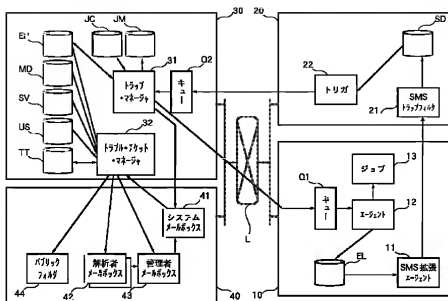 JC
JM
30
20
SD
EP
31
Q2
22
MD
トラップ
・マネージャ
キュー
トリガ
SMS
トラップフィルタ
21
SV
32
US
トラブル・チケット
・マネージャ
TT
13
ジョブ
41
Q1
システム
メールボックス
キュー
エージェント
12
L
パブリック
フォルダ
解析者
メールボックス
管理者
メールボックス
EL
11
SMS拡張
エージェント
44
42
43
40
10